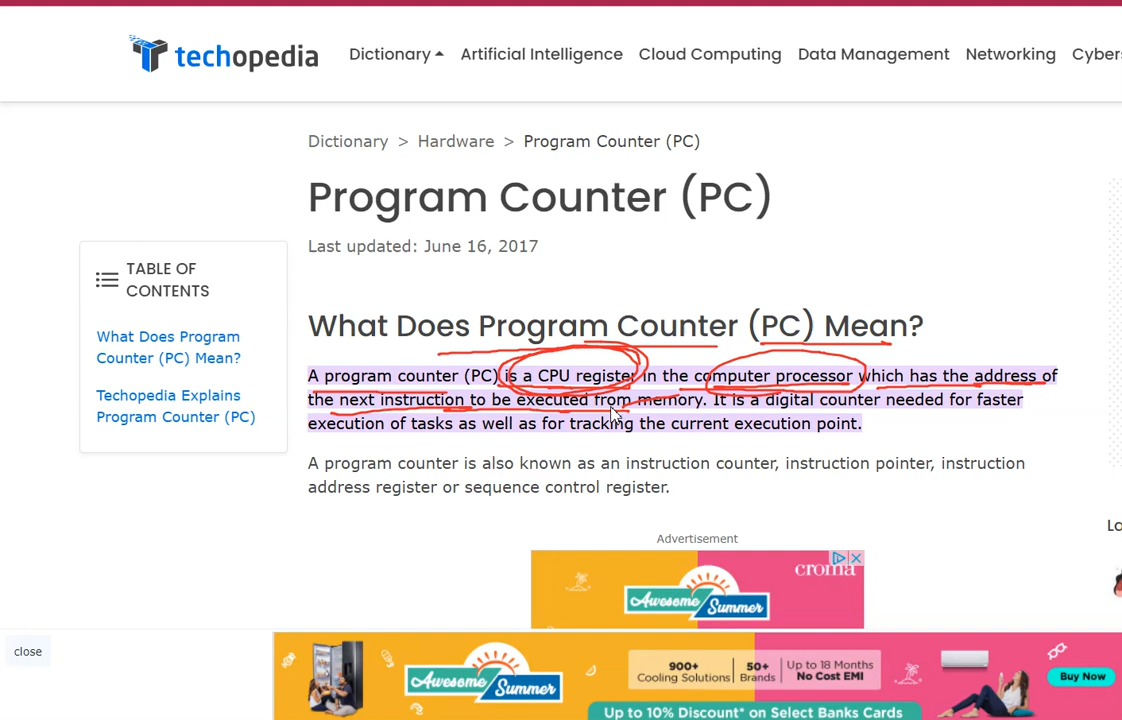 techopedia
Dictionary Artificial Intelligence Cloud Computing Data Management Networking Cyber
Dictionary > Hardware > Program Counter (PC)
Program Counter (PC)
Last updated: June 16, 2017
TABLE OF
CONTENTS
What Does Program
Counter (PC) Mean?
Techopedia Explains
Program Counter (PC)
What Does Program Counter (PC) Mean?
A program counter (PC) is a CPU register in the computer processor which has the address of
the next instruction to be executed from memory. It is a digital counter needed for faster
execution of tasks as well as for tracking the current execution point.
A program counter is also known as an instruction counter, instruction pointer, instruction
address register or sequence control register.
La
Advertisement
croma
Awesome
Summer
close
Awesome
Summer
900+
Cooling Solutions
50+
Brands
Up to 18 Months
No Cost EMI
Buy Now
Up to 10% Discount* on Select Banks Cards